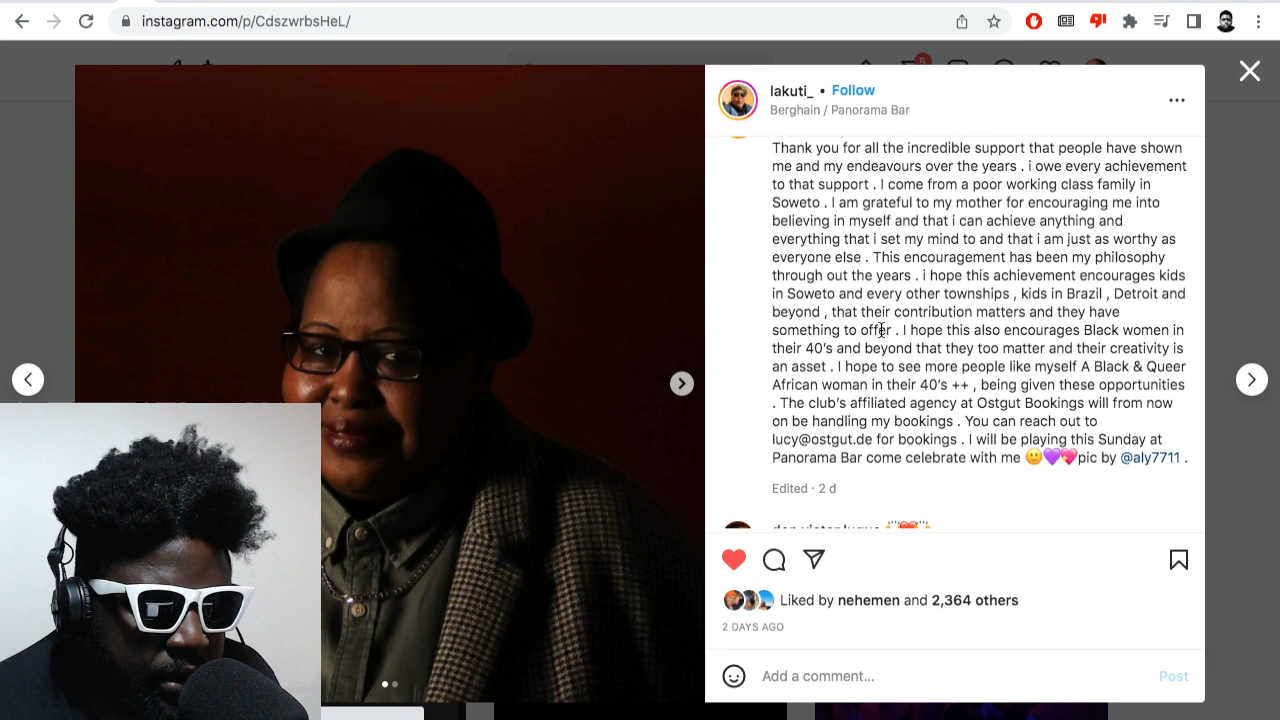 instagram.com/p/CdszwrbsHeL/
lakuti_ • Follow
Berghain / Panorama Bar
Thank you for all the incredible support that people have shown
me and my endeavours over the years . i owe every achievement
to that support . I come from a poor working class family in
Soweto . I am grateful to my mother for encouraging me into
believing in myself and that i can achieve anything and
everything that i set my mind to and that i am just as worthy as
everyone else . This encouragement has been my philosophy
through out the years . i hope this achievement encourages kids
in Soweto and every other townships , kids in Brazil , Detroit and
beyond , that their contribution matters and they have
something to offer . I hope this also encourages Black women in
their 40's and beyond that they too matter and their creativity is
an asset . I hope to see more people like myself A Black & Queer
African woman in their 40's ++ , being given these opportunities
. The club's affiliated agency at Ostgut Bookings will from now
on be handling my bookings . You can reach out to
lucy@ostgut.de for bookings . I will be playing this Sunday at
Panorama Bar come celebrate with me 🙂💜💖pic by @aly7711 .
Edited · 2 d
Liked by nehemen and 2,364 others
2 DAYS AGO
Add a comment...
Post